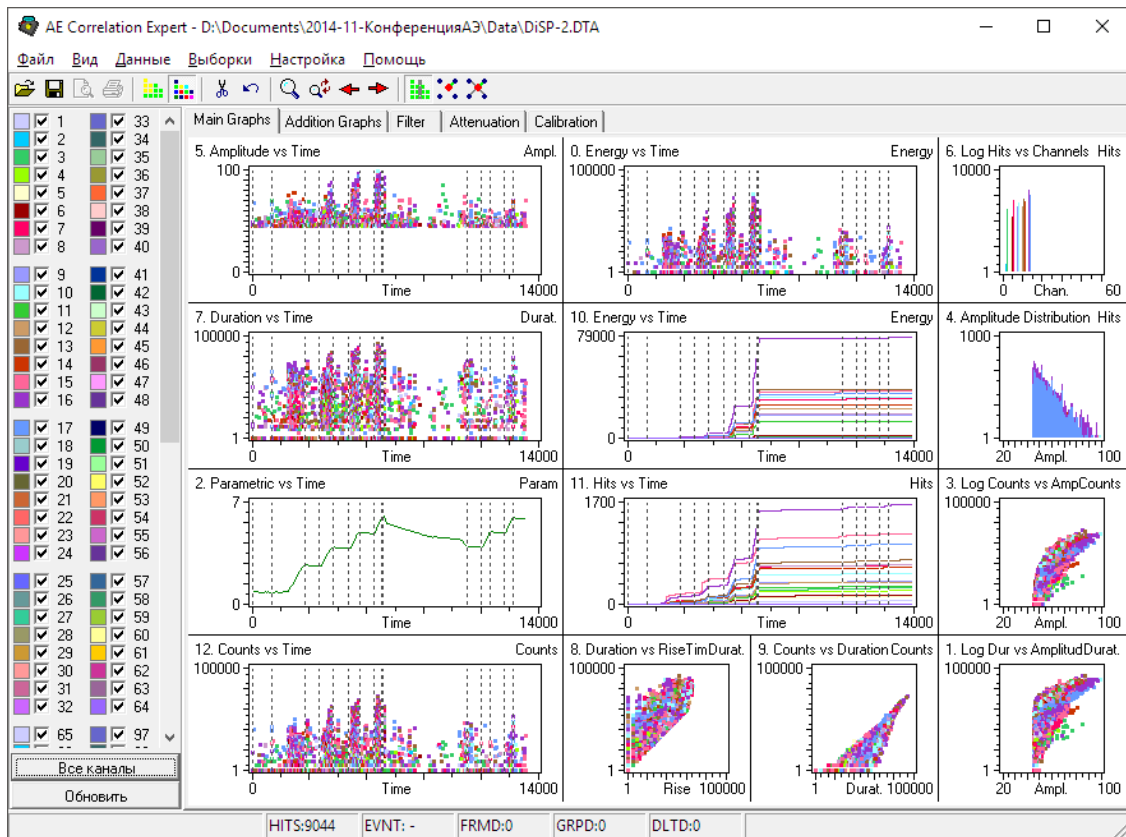 AE Correlation Expert - D:\Documents\2014-11-КонференцияАЭ\Data\DiSP-2.DTA
Файл Вид Данные Выборки Настройка Помощь
Main Graphs Addition Graphs Filter Attenuation Calibration
1 33
2 34
3 35
4 36
5 37
6 38
7 39
8 40
9 41
10 42
11 43
12 44
13 45
14 46
15 47
16 48
17 49
18 50
19 51
20 52
21 53
22 54
23 55
24 56
25 57
26 58
27 59
28 60
29 61
30 62
31 63
32 64
65 97
Все каналы
Обновить
5. Amplitude vs Time Ampl.
100
0
0 Time 14000
0. Energy vs Time Energy
100000
1
0 Time 14000
6. Log Hits vs Channels Hits
10000
1
0 Chan. 60
7. Duration vs Time Durat.
100000
1
0 Time 14000
10. Energy vs Time Energy
79000
0
0 Time 14000
4. Amplitude Distribution Hits
1000
1
20 Ampl. 100
2. Parametric vs Time Param
7
0
0 Time 14000
11. Hits vs Time Hits
1700
0
0 Time 14000
3. Log Counts vs AmpCounts
100000
1
20 Ampl. 100
12. Counts vs Time Counts
100000
1
0 Time 14000
8. Duration vs RiseTimDurat.
100000
1
1 Rise 100000
9. Counts vs Duration Counts
100000
1
1 Durat. 100000
1. Log Dur vs AmplitudDurat.
100000
1
20 Ampl. 100
HITS:9044 EVNT: - FRMD:0 GRPD:0 DLTD:0